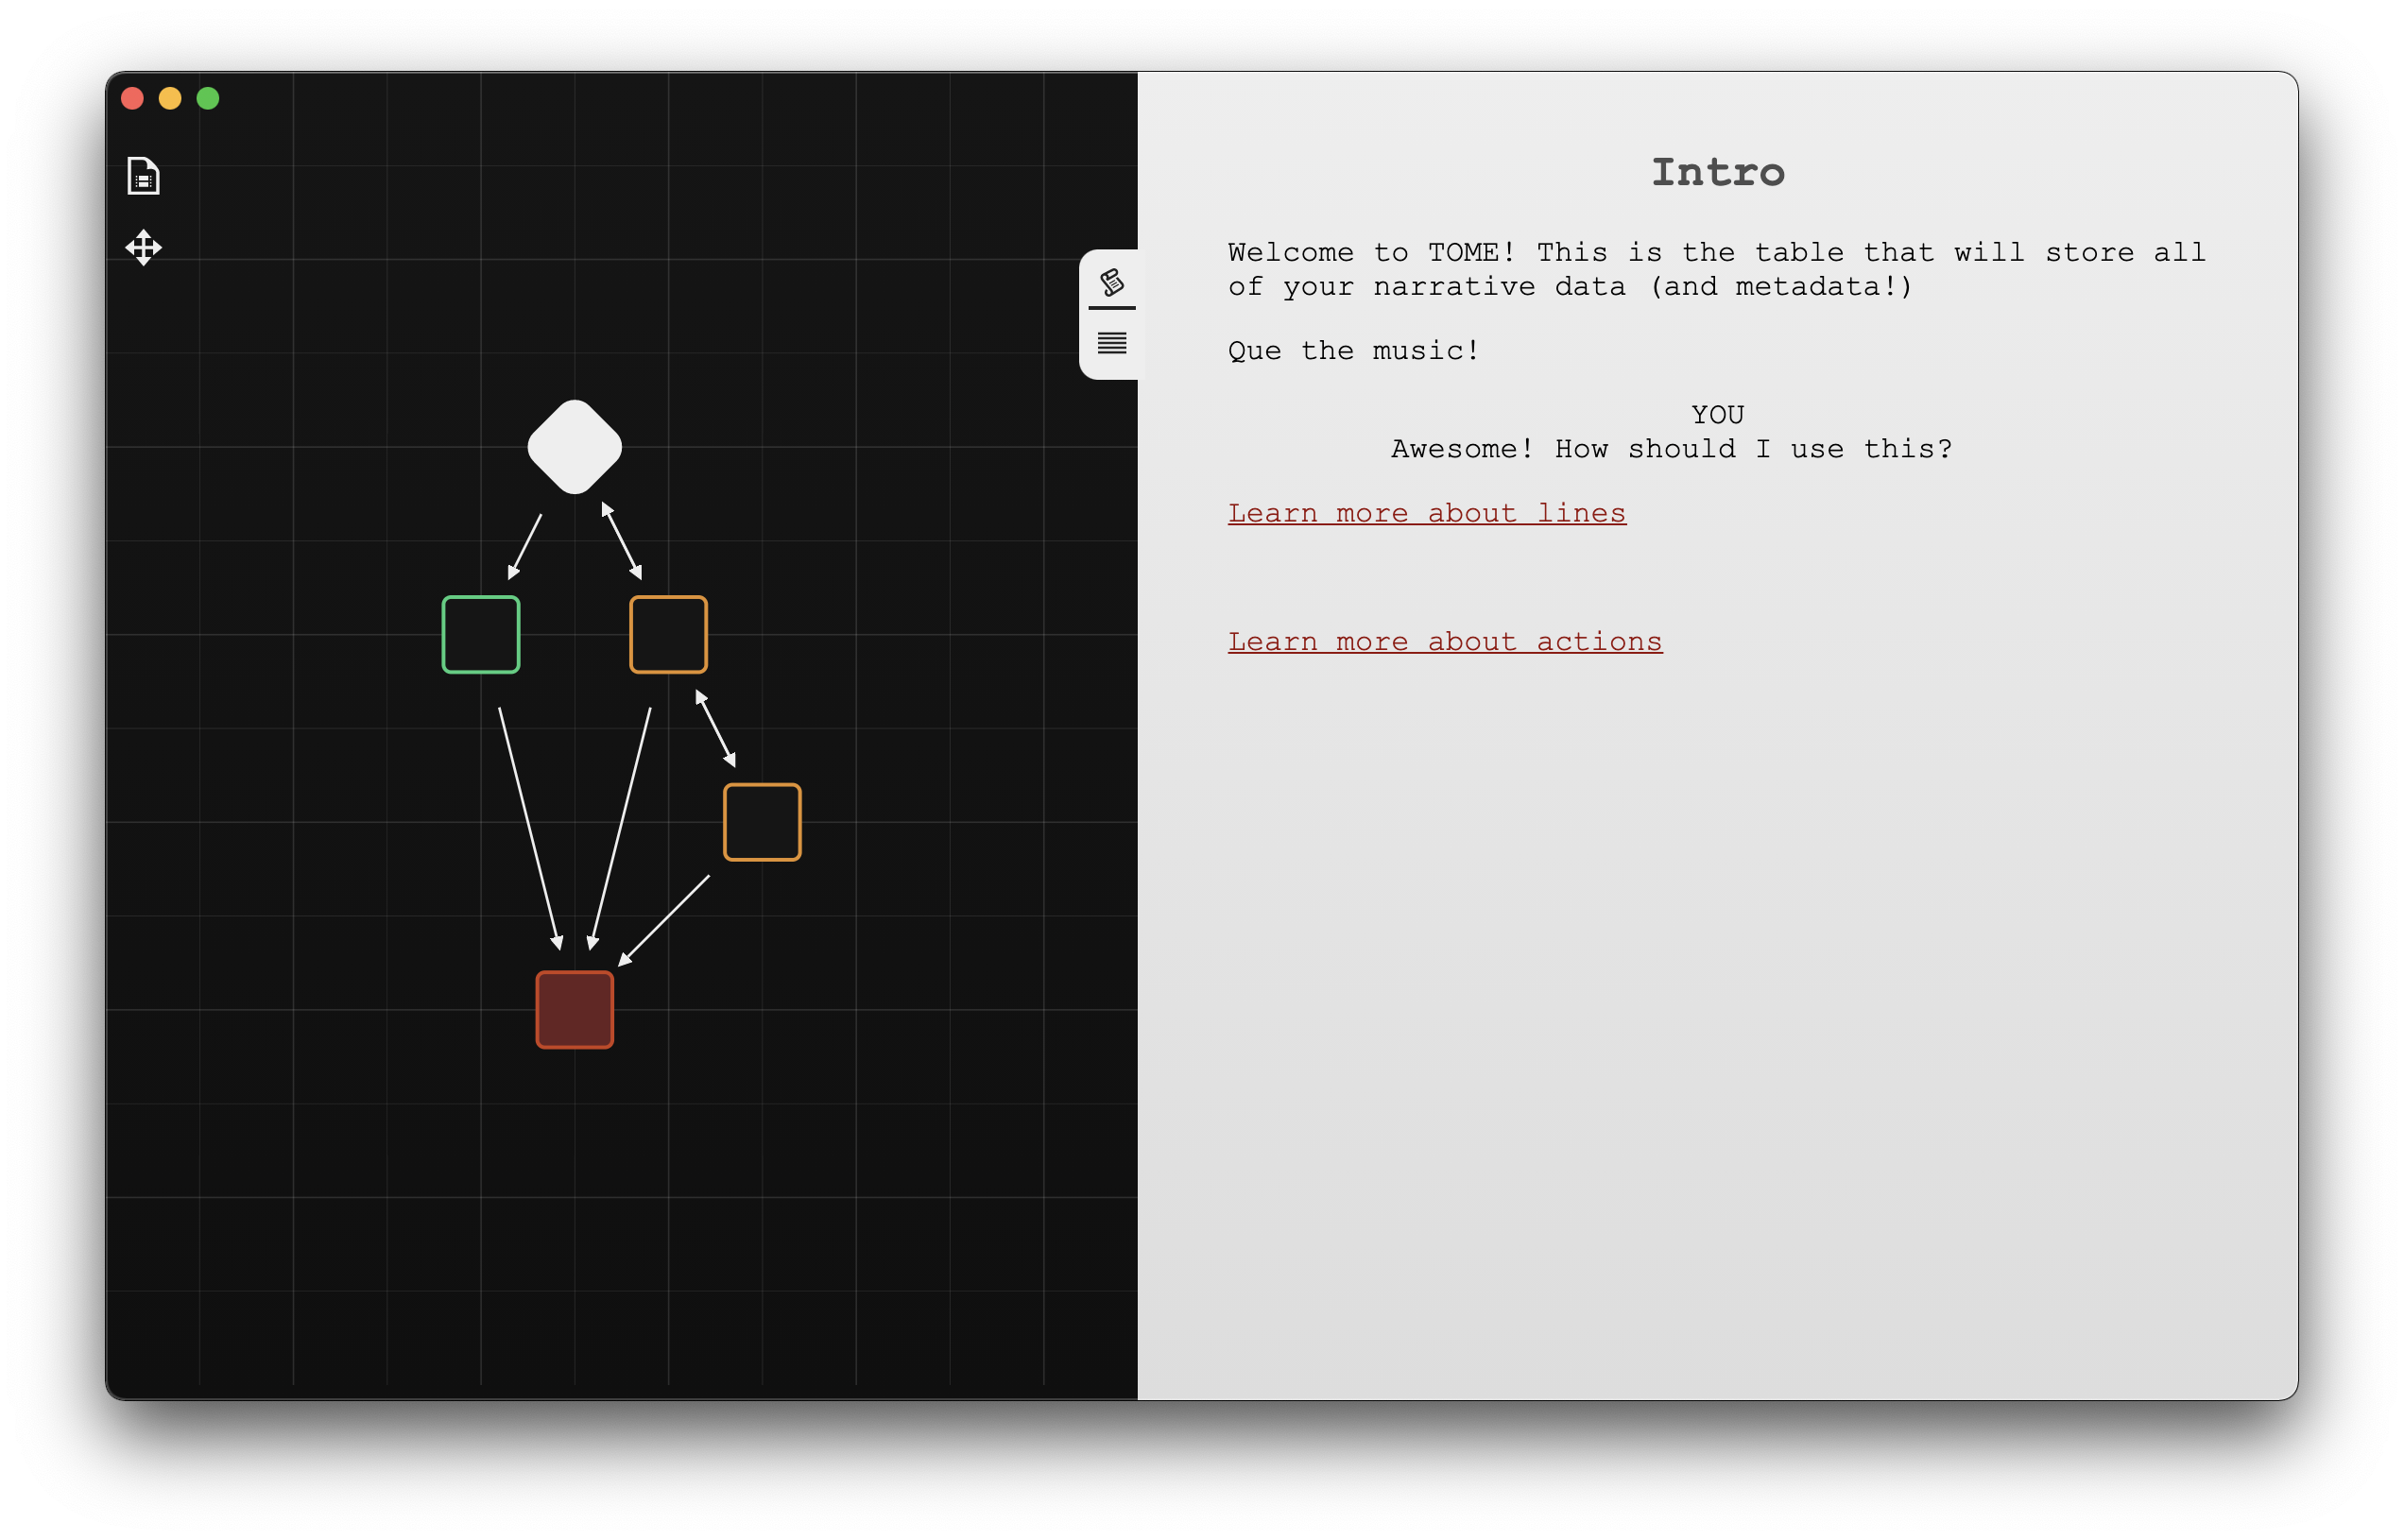 Intro
Welcome to TOME! This is the table that will store all
of your narrative data (and metadata!)
Que the music!
YOU
Awesome! How should I use this?
Learn more about lines
Learn more about actions